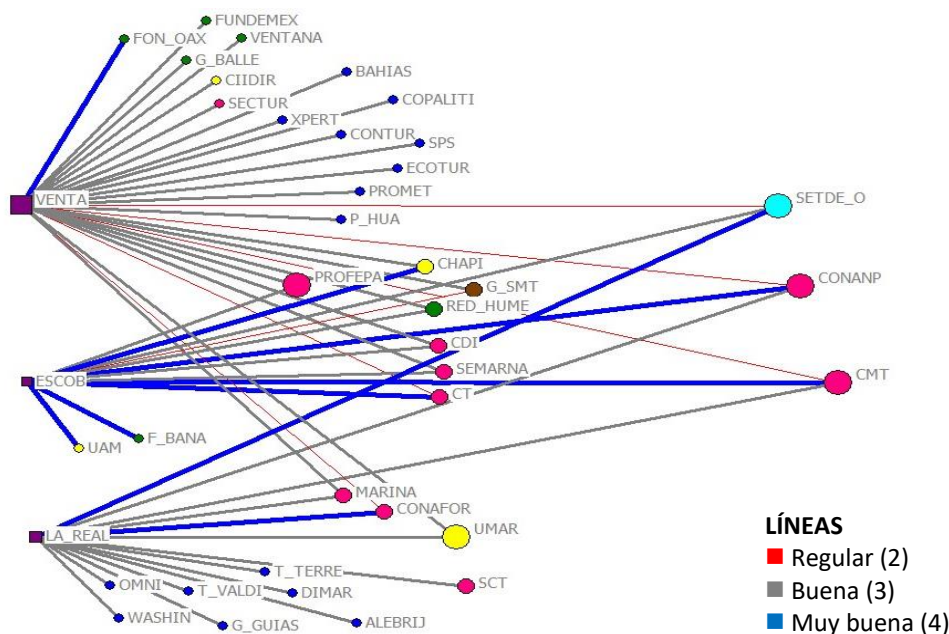 FUNDEMEX
FON_OAX
VENTANA
G_BALLE
CIIDIR
BAHIAS
SECTUR
COPALITI
XPERT
CONTUR
SPS
ECOTUR
PROMET
VENTA
SETDE_O
P_HUA
CHAPI
PROFEPA
G_SMT
CONANP
RED_HUME
CDI
SEMARNA
CMT
ESCOB
CT
F_BANA
UAM
MARINA
CONAFOR
UMAR
LA_REAL
LÍNEAS
T_TERRE
Regular (2)
OMNI
T_VALDI
DIMAR
SCT
Buena (3)
WASHIN
G_GUIAS
ALEBRIJ
Muy buena (4)